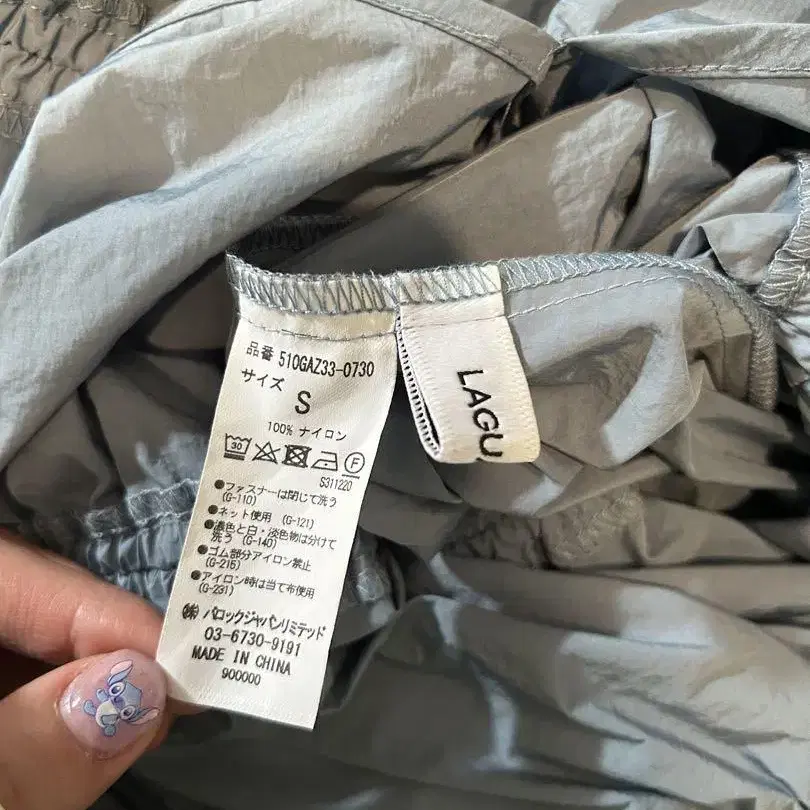 品番 510GAZ33-0730
サイズ
S
100% ナイロン
30
F
S311220
●ファスナーは閉じて洗う
(G-110)
●ネット使用 (G-121)
●濃色と白・淡色物は分けて
洗う (G-140)
●ゴム部分アイロン禁止
(G-215)
●アイロン時は当て布使用
(G-231)
㈱ バロックジャパンリミテッド
03-6730-9191
MADE IN CHINA
900000
LAGU